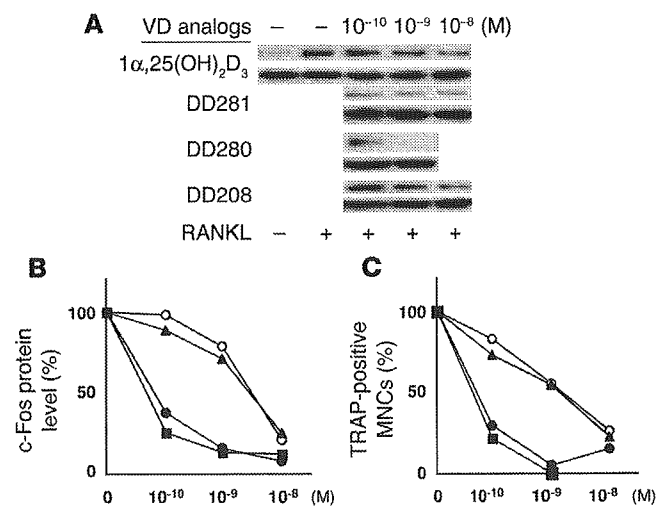 A
VD analogs – – 10⁻¹⁰ 10⁻⁹ 10⁻⁸ (M)
1α,25(OH)₂D₃
DD281
DD280
DD208
RANKL – + + + +
B
c-Fos protein level (%)
100
50
0
0 10⁻¹⁰ 10⁻⁹ 10⁻⁸ (M)
C
TRAP-positive MNCs (%)
100
50
0
0 10⁻¹⁰ 10⁻⁹ 10⁻⁸ (M)